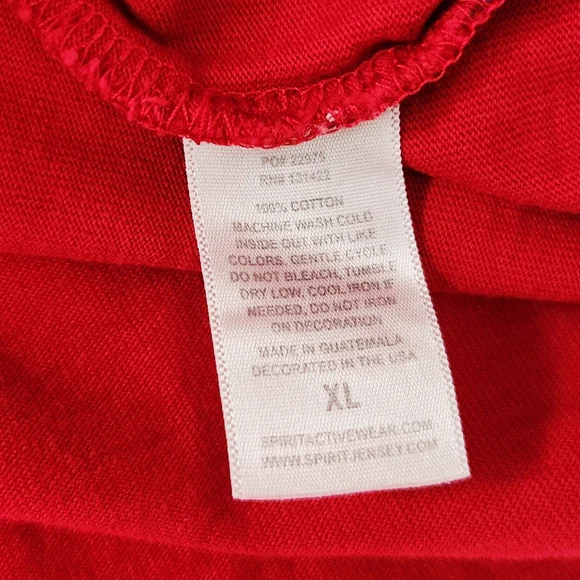 PO# 22975
RN# 131422
100% COTTON
MACHINE WASH COLD
INSIDE OUT WITH LIKE
COLORS, GENTLE CYCLE
DO NOT BLEACH, TUMBLE
DRY LOW, COOL IRON IF
NEEDED, DO NOT IRON
ON DECORATION
MADE IN GUATEMALA
DECORATED IN THE USA
XL
SPIRITACTIVEWEAR.COM
WWW.SPIRITJERSEY.COM